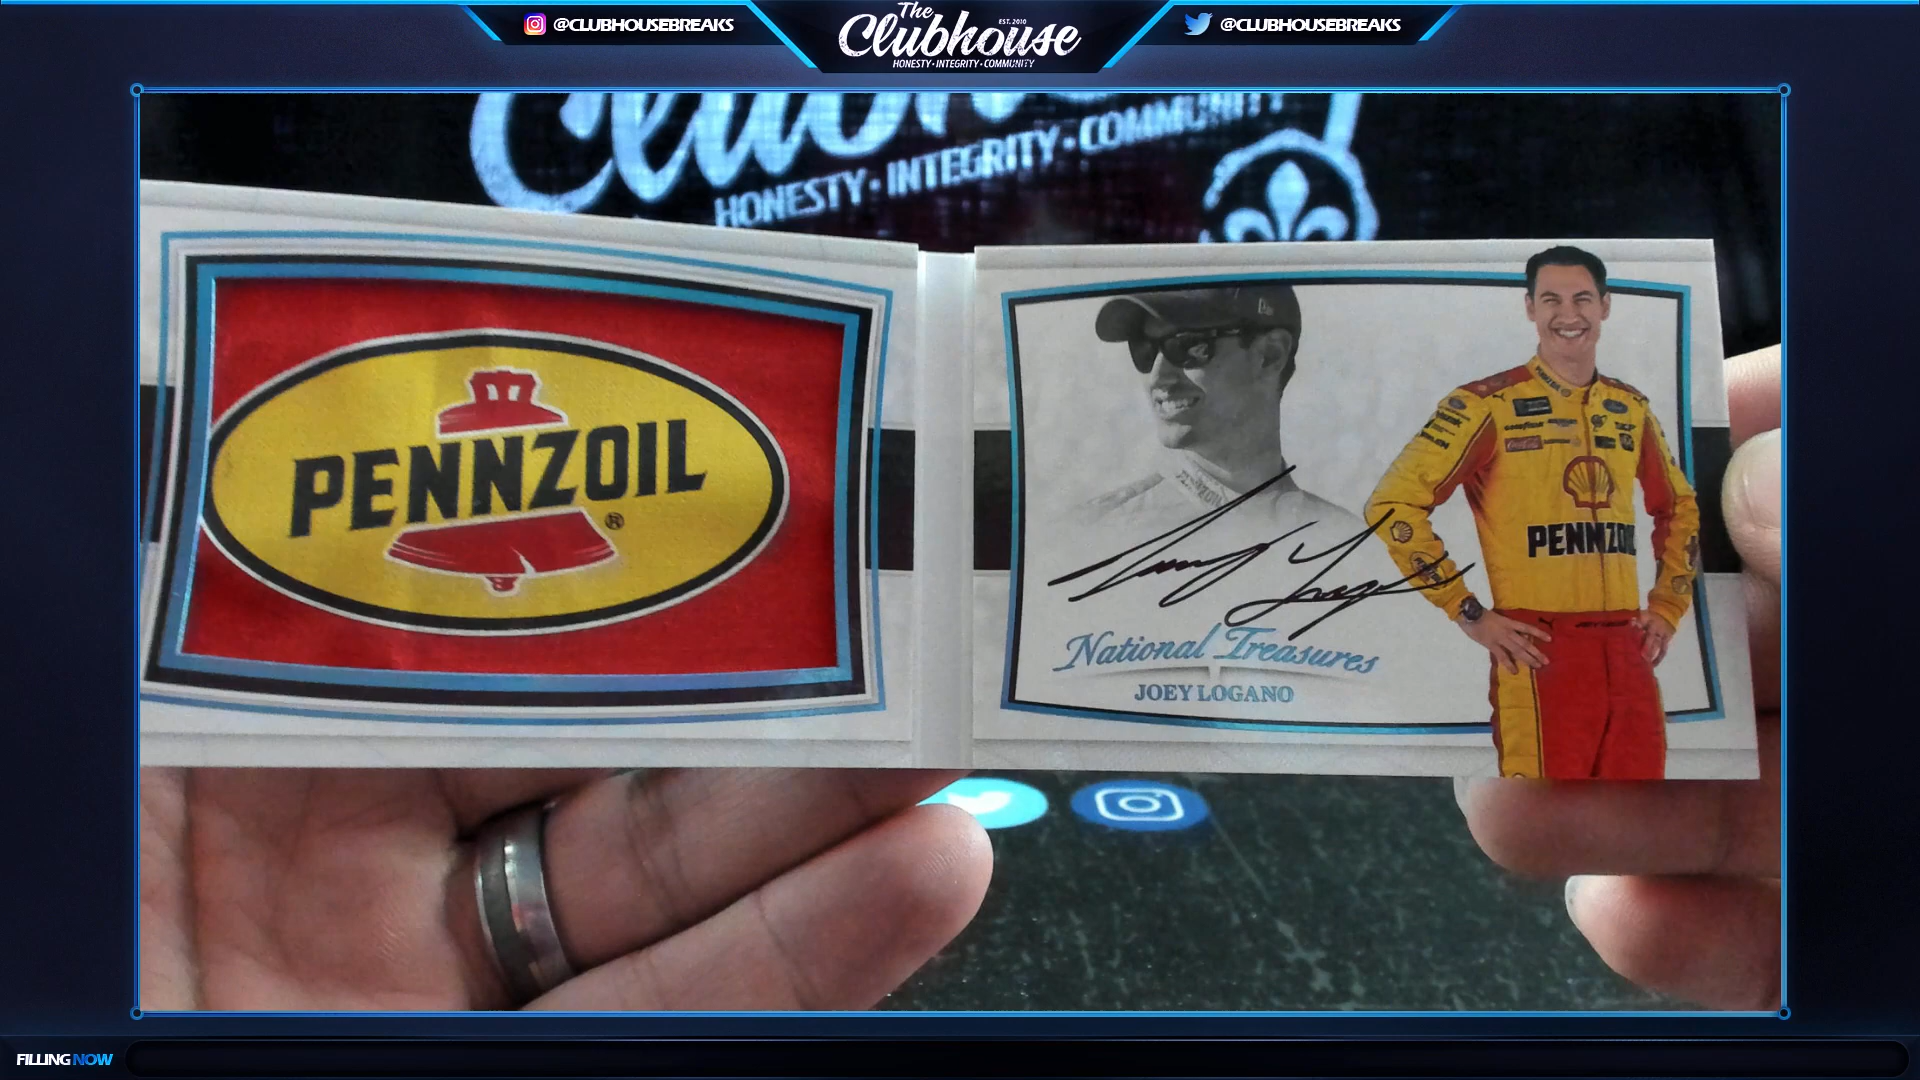 @CLUBHOUSEBREAKS
The
Clubhouse
EST. 2010
HONESTY • INTEGRITY • COMMUNITY
@CLUBHOUSEBREAKS
HONESTY • INTEGRITY • COMMUNITY
PENNZOIL
®
PENNZOIL
National Treasures
JOEY LOGANO
FILLING NOW